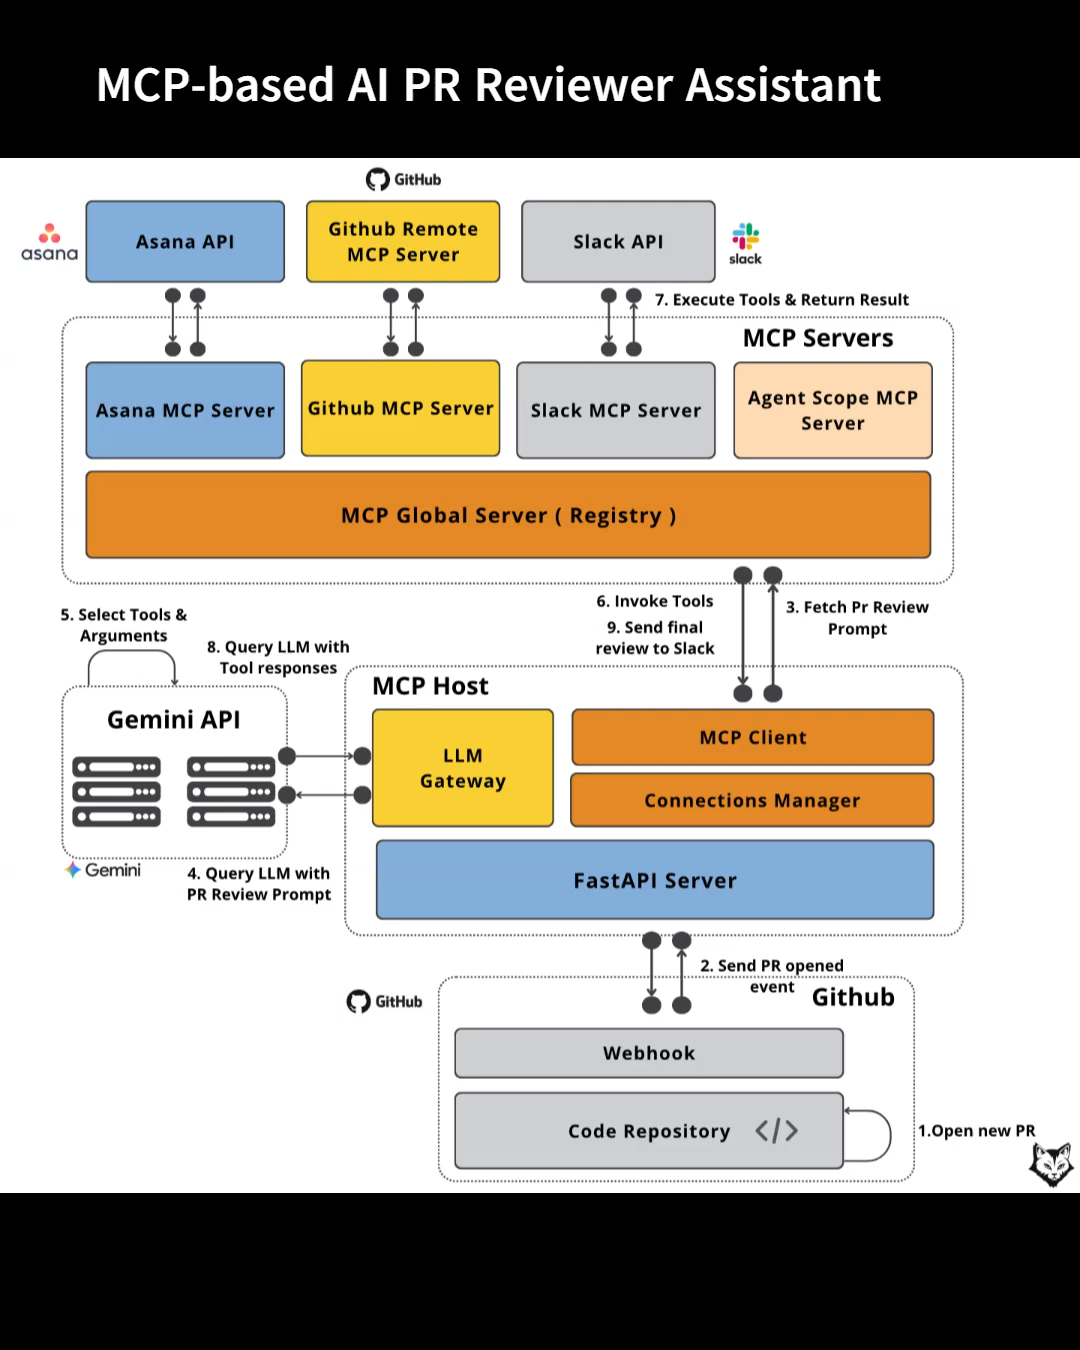 MCP-based AI PR Reviewer Assistant
GitHub
asana
Asana API
Github Remote
MCP Server
Slack API
slack
7. Execute Tools & Return Result
MCP Servers
Asana MCP Server
Github MCP Server
Slack MCP Server
Agent Scope MCP
Server
MCP Global Server ( Registry )
5. Select Tools &
Arguments
8. Query LLM with
Tool responses
6. Invoke Tools
9. Send final
review to Slack
3. Fetch Pr Review
Prompt
Gemini API
Gemini
4. Query LLM with
PR Review Prompt
MCP Host
LLM
Gateway
MCP Client
Connections Manager
FastAPI Server
2. Send PR opened
event
GitHub
Github
Webhook
Code Repository </>
1.Open new PR